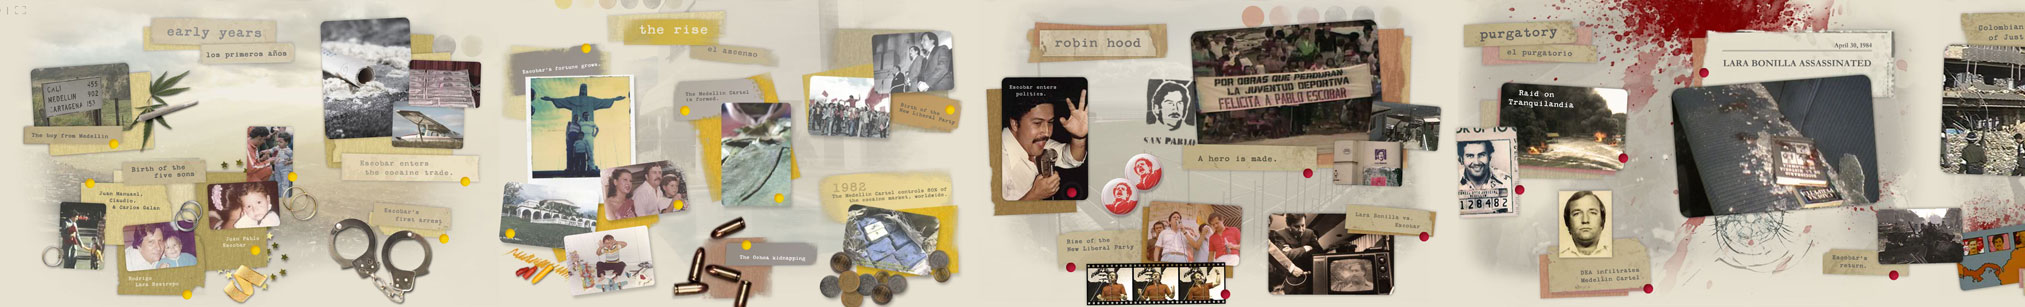 early years
los primeros años
CALI 455
MEDELLIN 902
CARTAGENA 153
The boy from Medellin
Birth of the
five sons
Juan Manuael,
Claudio,
& Carlos Galan
Juan Pablo
Escobar
Rodrigo
Lara Restrepo
Escobar enters
the cocaine trade.
Escobar's
first arrest
the rise
el ascenso
Escobar's fortune grows.
The Medellin Cartel
is formed.
Birth of the
New Liberal Party
1982
The Medellin Cartel controls 80% of
the cocaine market, worldwide.
The Ochoa kidnapping
robin hood
Escobar enters
politics.
SAN PABLO
POR OBRAS QUE PERDURAN
LA JUVENTUD DEPORTIVA
FELICITA A PABLO ESCOBAR
A hero is made.
Rise of the
New Liberal Party
Lara Bonilla vs.
Escobar
purgatory
el purgatorio
Raid on
Tranquilandia
128482
DEA infiltrates
Medellin Cartel
April 30, 1984
LARA BONILLA ASSASSINATED
Escobar's
return.
Colombian
of Just